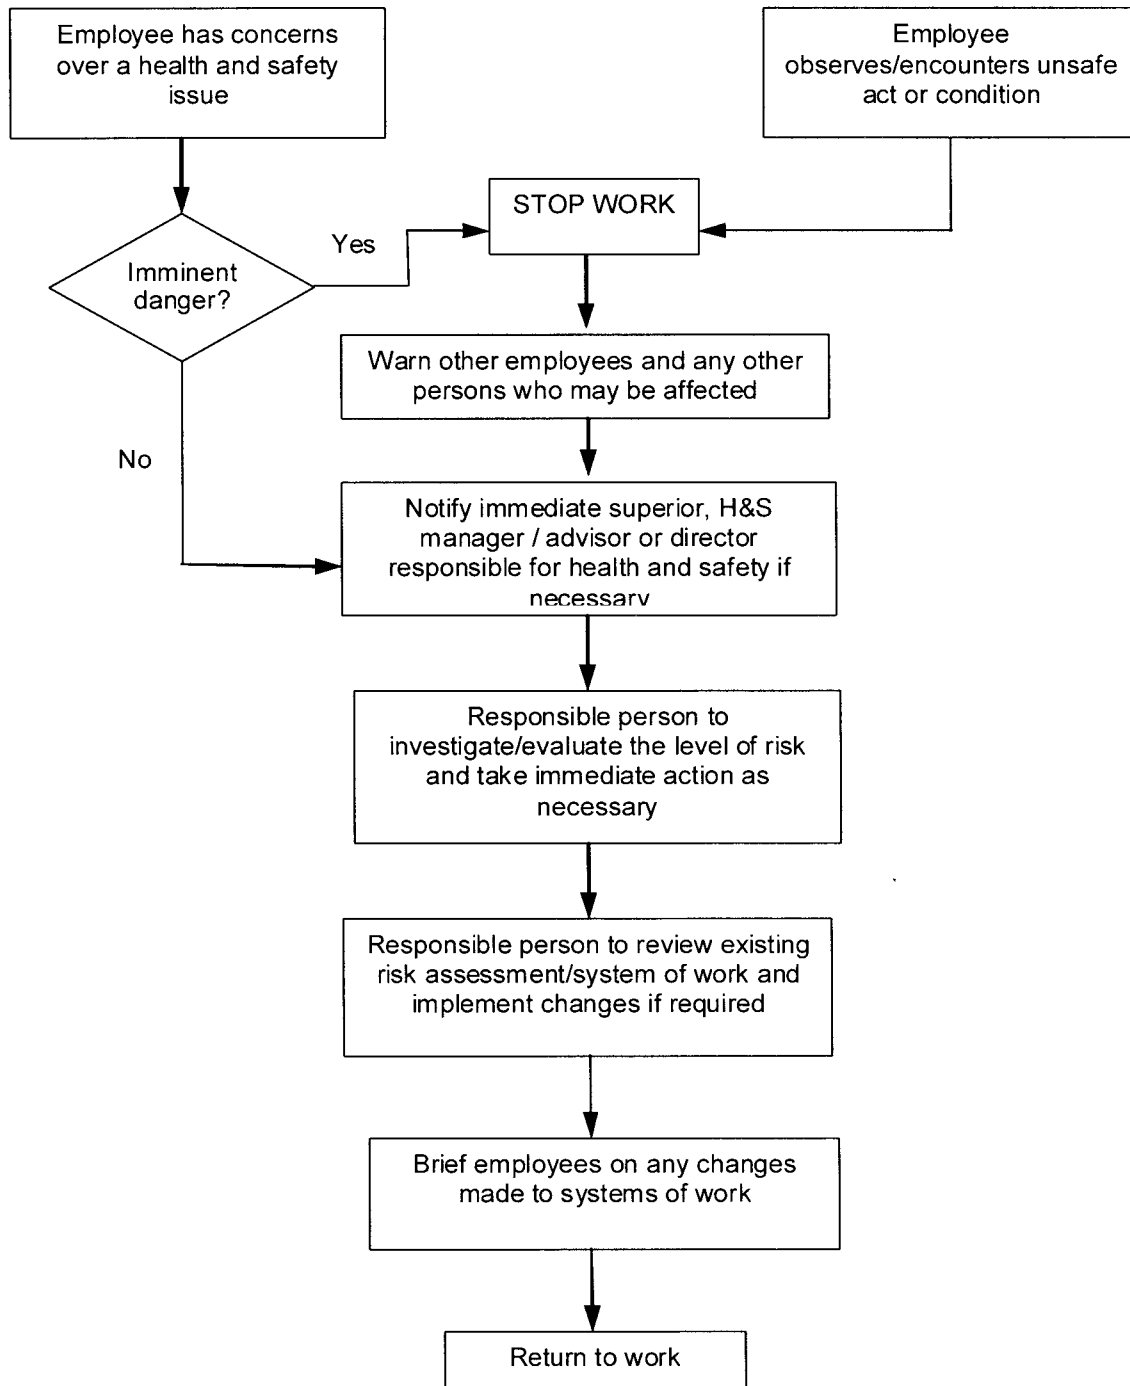 Employee has concerns
over a health and safety
issue
Employee
observes/encounters unsafe
act or condition
STOP WORK
Yes
Imminent
danger?
Warn other employees and any other
persons who may be affected
No
Notify immediate superior, H&S
manager / advisor or director
responsible for health and safety if
necessary
Responsible person to
investigate/evaluate the level of risk
and take immediate action as
necessary
Responsible person to review existing
risk assessment/system of work and
implement changes if required
Brief employees on any changes
made to systems of work
Return to work